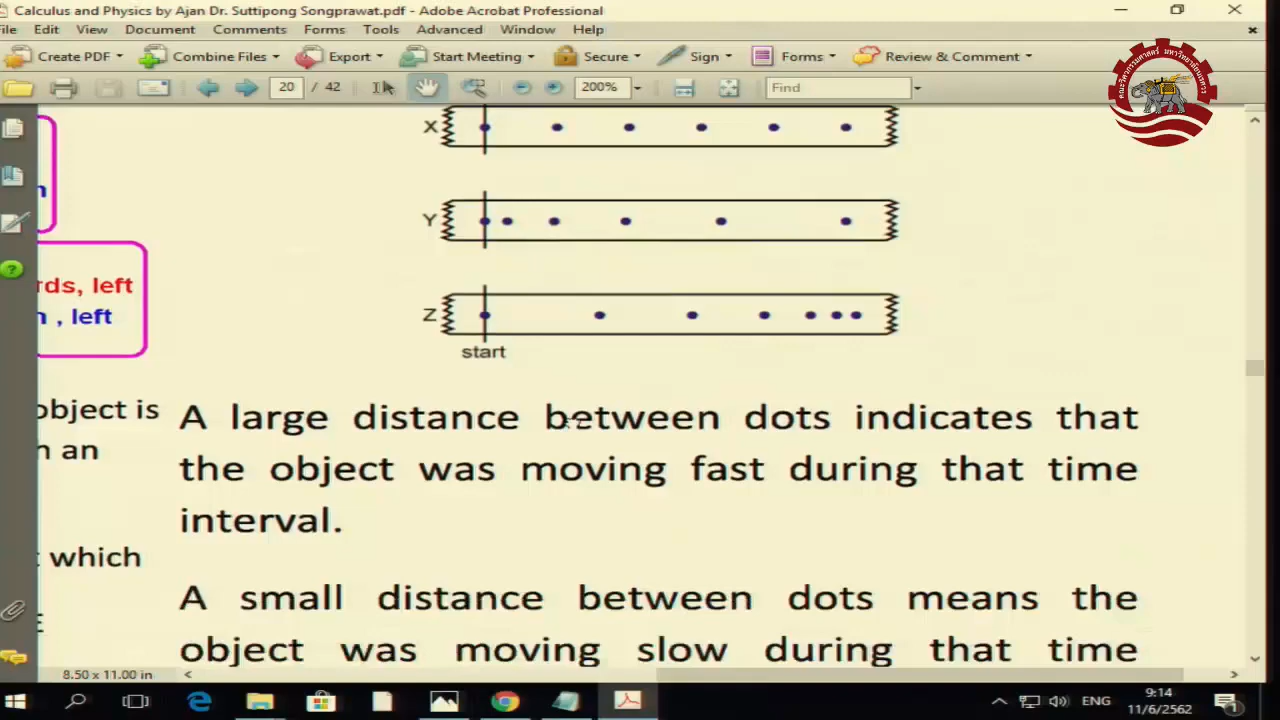 Calculus and Physics by Ajan Dr. Suttipong Songprawat.pdf - Adobe Acrobat Professional
File Edit View Document Comments Forms Tools Advanced Window Help
Create PDF Combine Files Export Start Meeting Secure Sign Forms Review & Comment
20 / 42 200% Find
X
Y
Z
start
rds, left
n , left
object is
n an
which
A large distance between dots indicates that
the object was moving fast during that time
interval.
A small distance between dots means the
object was moving slow during that time
8.50 x 11.00 in
ENG
9:14
11/6/2562